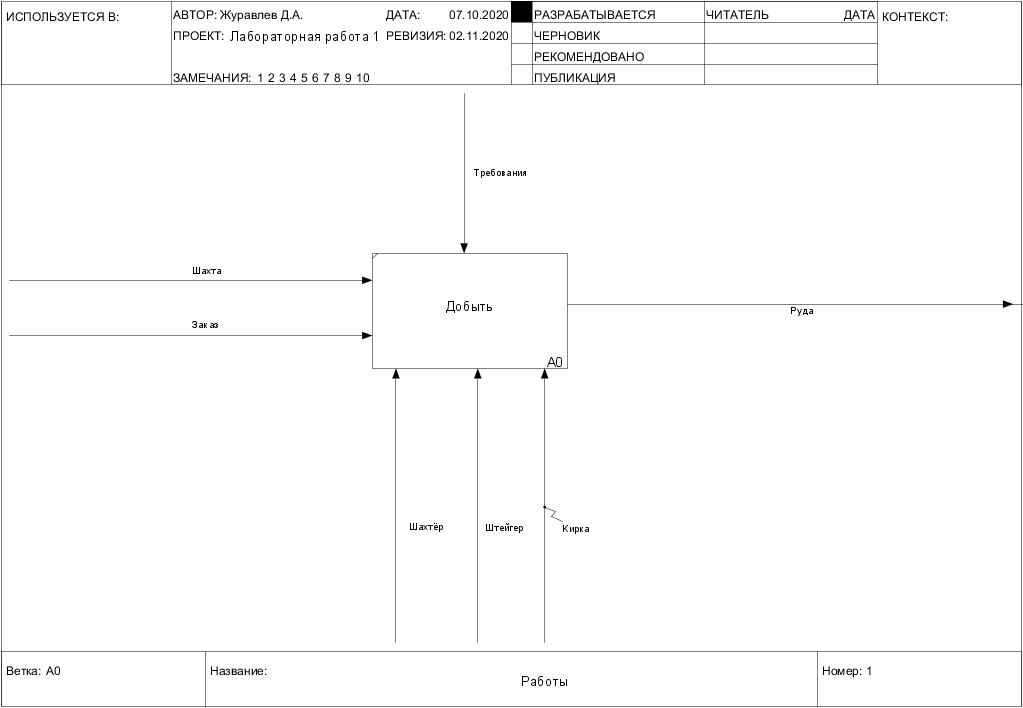 ИСПОЛЬЗУЕТСЯ В:
АВТОР: Журавлев Д.А. ДАТА: 07.10.2020
ПРОЕКТ: Лабораторная работа 1 РЕВИЗИЯ: 02.11.2020
ЗАМЕЧАНИЯ: 1 2 3 4 5 6 7 8 9 10
РАЗРАБАТЫВАЕТСЯ
ЧЕРНОВИК
РЕКОМЕНДОВАНО
ПУБЛИКАЦИЯ
ЧИТАТЕЛЬ ДАТА
КОНТЕКСТ:
Требования
Шахта
Заказ
Добыть
A0
Руда
Шахтёр
Штейгер
Кирка
Ветка: A0
Название:
Работы
Номер: 1